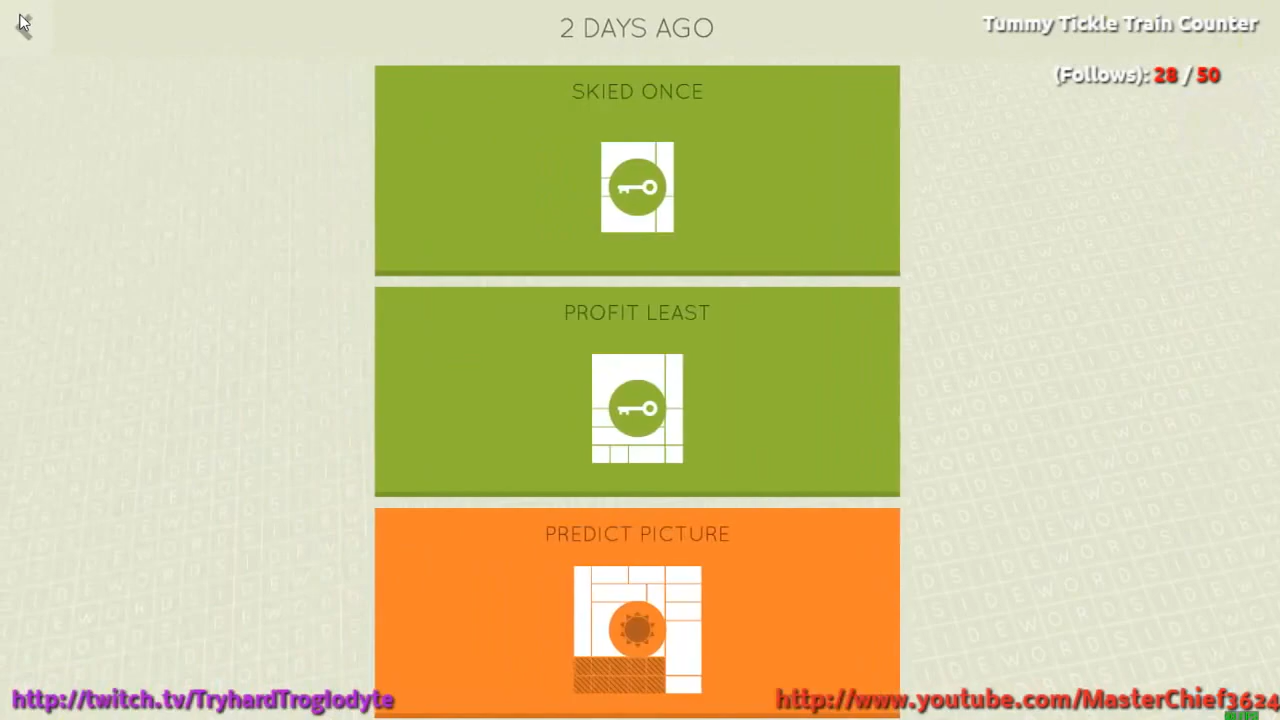 2 DAYS AGO
Tummy Tickle Train Counter
(Follows): 28 / 50
SKIED ONCE
PROFIT LEAST
PREDICT PICTURE
http://twitch.tv/TryhardTroglodyte
http://www.youtube.com/MasterChief3624